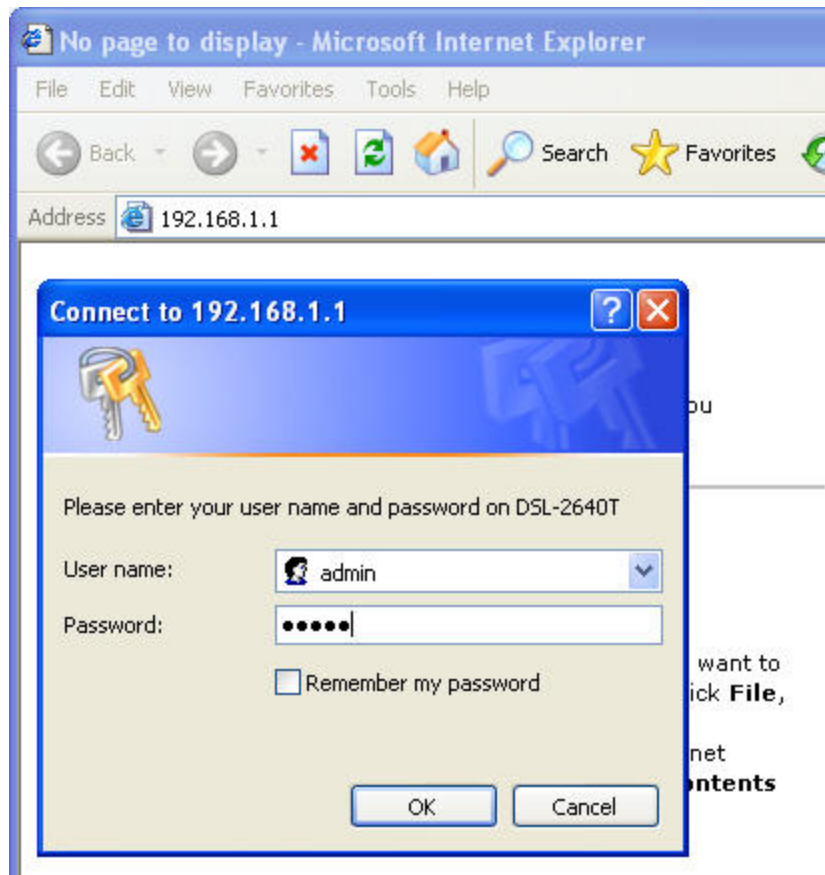 No page to display - Microsoft Internet Explorer
File Edit View Favorites Tools Help
Back Search Favorites
Address 192.168.1.1
Connect to 192.168.1.1
ou
Please enter your user name and password on DSL-2640T
User name: admin
Password: •••••
want to
Remember my password
ick File,
net
ontents
OK Cancel